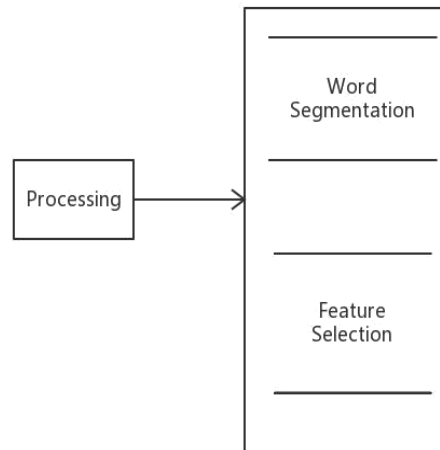 Word
Segmentation
Processing
Feature
Selection